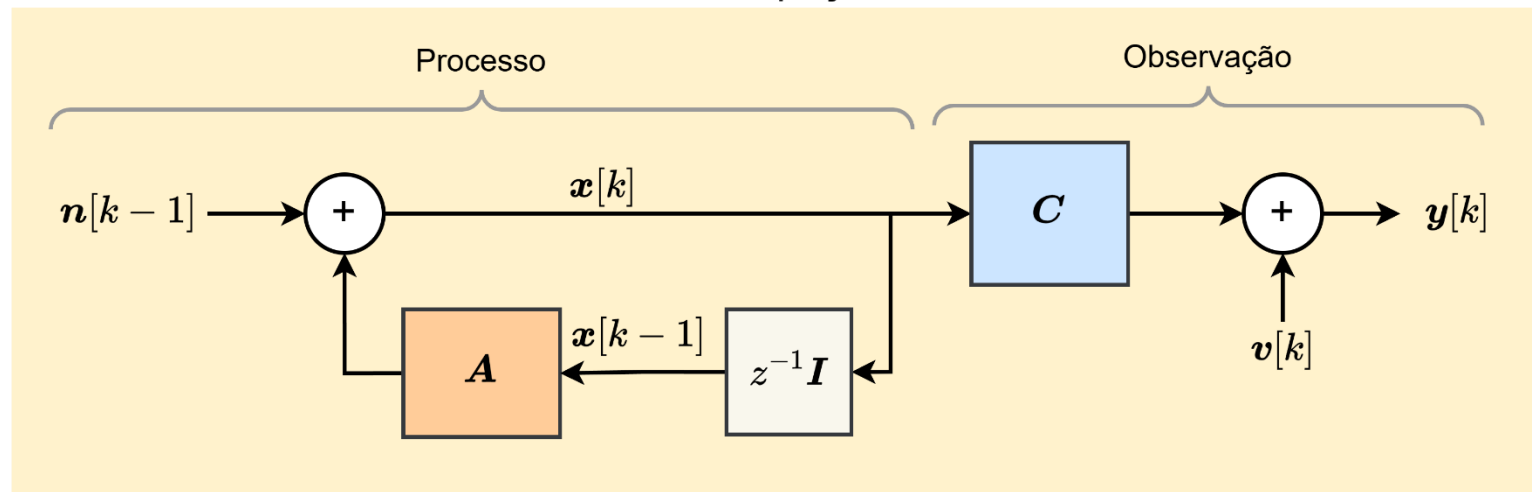 Processo
Observação
n[k − 1]
+
x[k]
C
+
y[k]
A
x[k − 1]
z⁻¹I
v[k]